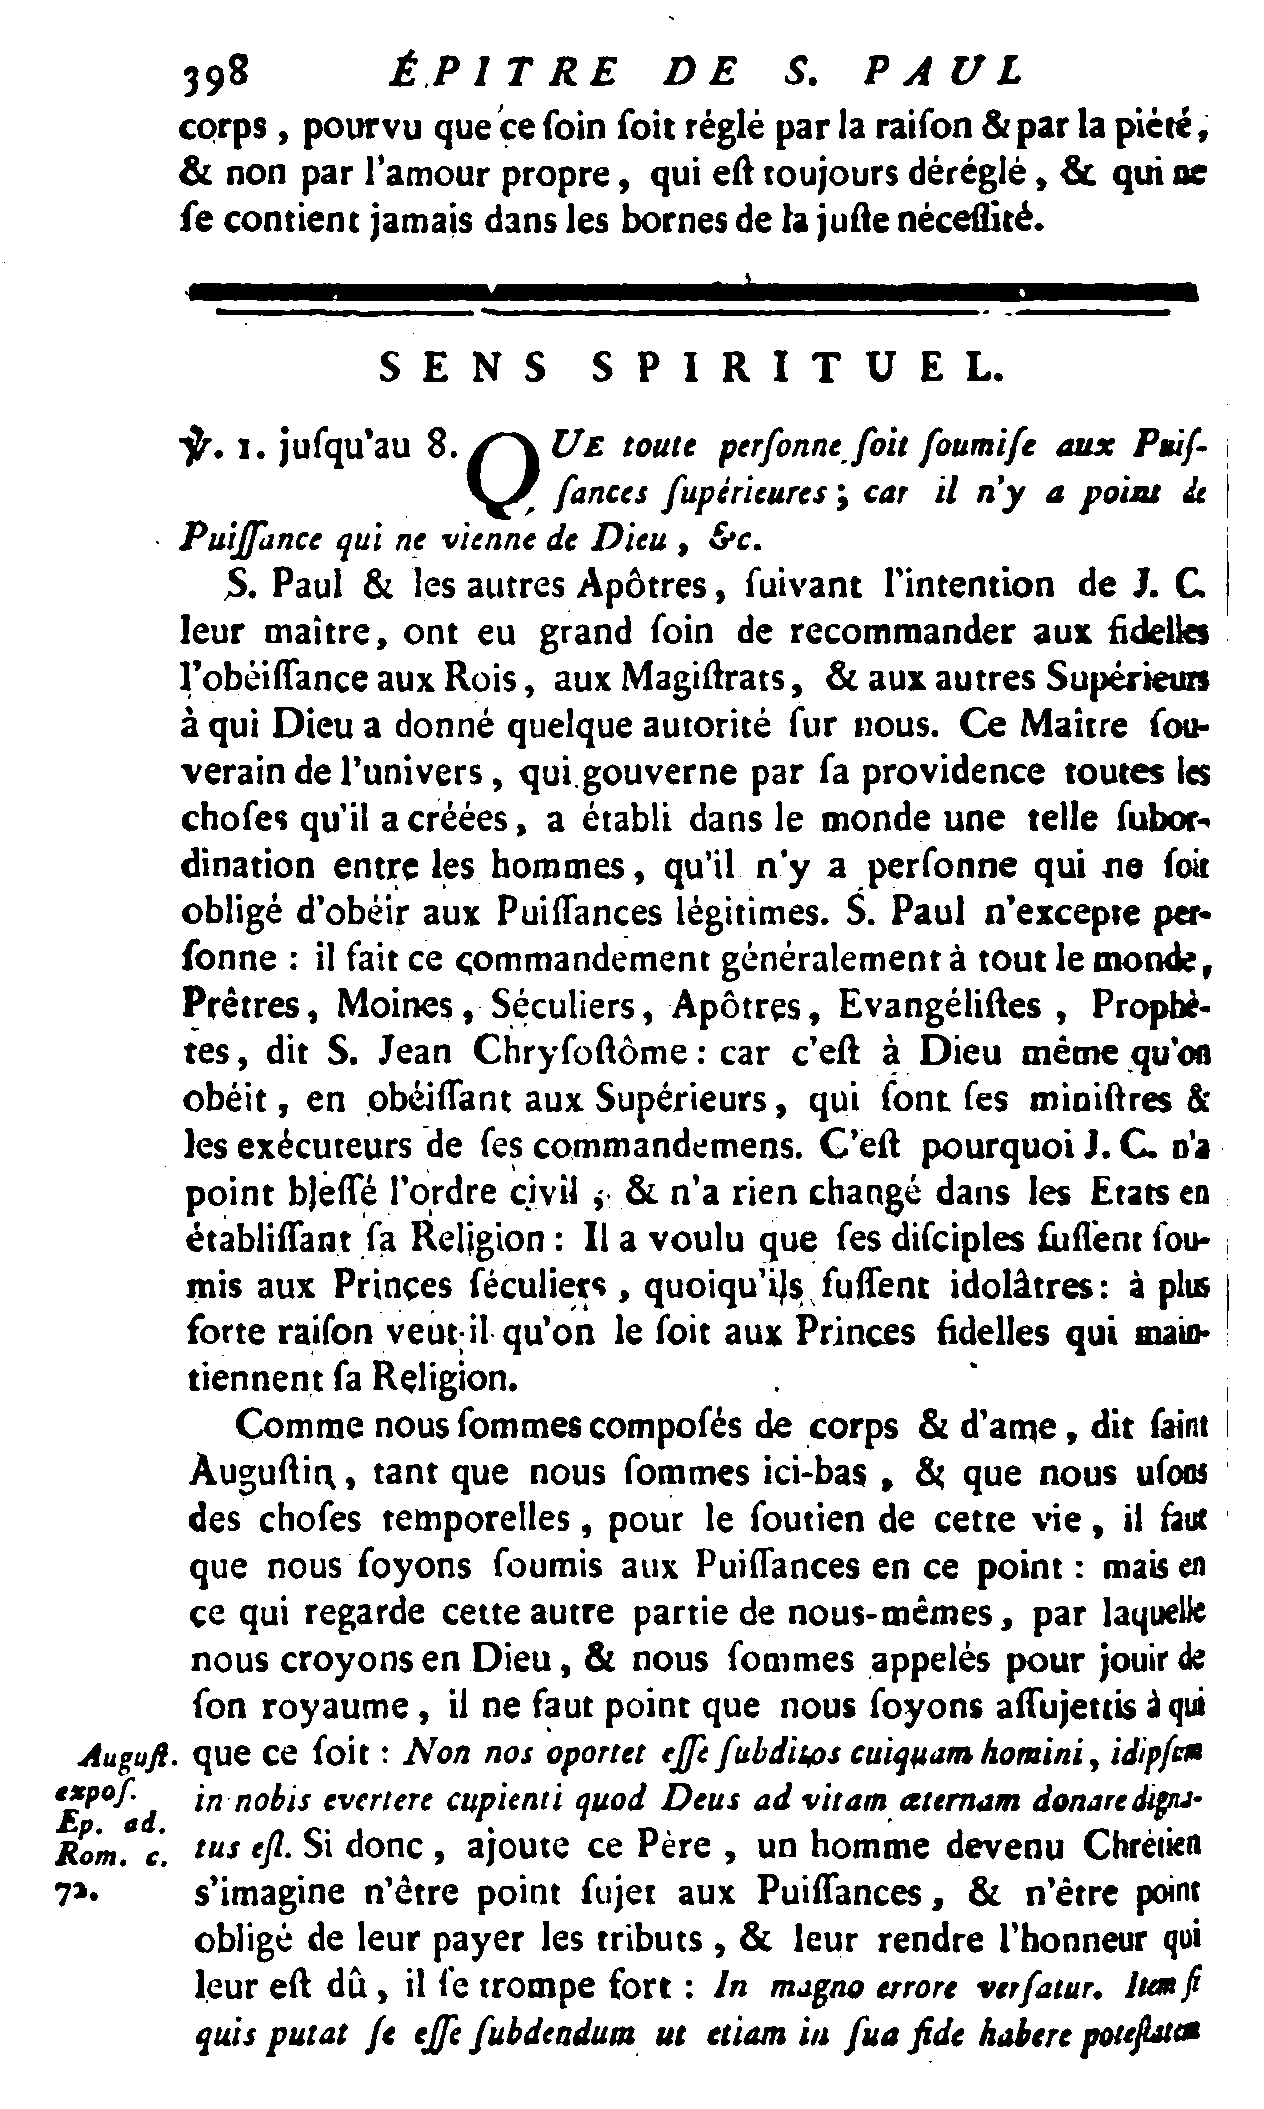 398 ÉPITRE DE S. PAUL
corps, pourvu que ce ſoin ſoit réglé par la raiſon & par la piété,
& non par l'amour propre, qui eſt toujours déréglé, & qui ne
ſe contient jamais dans les bornes de la juſte néceſſité.
SENS SPIRITUEL.
℣. 1. juſqu'au 8. QUE toute perſonne ſoit ſoumiſe aux Puiſ-
ſances ſupérieures; car il n'y a point de
Puiſſance qui ne vienne de Dieu, &c.
S. Paul & les autres Apôtres, ſuivant l'intention de J. C.
leur maître, ont eu grand ſoin de recommander aux fidelles
l'obéiſſance aux Rois, aux Magiſtrats, & aux autres Supérieurs
à qui Dieu a donné quelque autorité ſur nous. Ce Maître ſou-
verain de l'univers, qui gouverne par ſa providence toutes les
choſes qu'il a créées, a établi dans le monde une telle ſubor-
dination entre les hommes, qu'il n'y a perſonne qui ne ſoit
obligé d'obéir aux Puiſſances légitimes. S. Paul n'excepte per-
ſonne : il fait ce commandement généralement à tout le monde,
Prêtres, Moines, Séculiers, Apôtres, Evangéliſtes, Prophè-
tes, dit S. Jean Chryſoſtôme : car c'eſt à Dieu même qu'on
obéit, en obéiſſant aux Supérieurs, qui ſont ſes miniſtres &
les exécuteurs de ſes commandemens. C'eſt pourquoi J. C. n'a
point bleſſé l'ordre civil, & n'a rien changé dans les Etats en
établiſſant ſa Religion : Il a voulu que ſes diſciples fuſſent ſou-
mis aux Princes ſéculiers, quoiqu'ils fuſſent idolâtres : à plus
forte raiſon veut-il qu'on le ſoit aux Princes fidelles qui main-
tiennent ſa Religion.
Comme nous ſommes compoſés de corps & d'ame, dit ſaint
Auguſtin, tant que nous ſommes ici-bas, & que nous uſons
des choſes temporelles, pour le ſoutien de cette vie, il faut
que nous ſoyons ſoumis aux Puiſſances en ce point : mais en
ce qui regarde cette autre partie de nous-mêmes, par laquelle
nous croyons en Dieu, & nous ſommes appelés pour jouir de
ſon royaume, il ne faut point que nous ſoyons aſſujettis à qui
que ce ſoit : Non nos oportet eſſe ſubditos cuiquam homini, idipſem
in nobis evertere cupienti quod Deus ad vitam æternam donare digna-
tus eſt. Si donc, ajoute ce Père, un homme devenu Chrétien
s'imagine n'être point ſujet aux Puiſſances, & n'être point
obligé de leur payer les tributs, & leur rendre l'honneur qui
leur eſt dû, il ſe trompe fort : In magno errore verſatur. Item ſi
quis putat ſe eſſe ſubdendum ut etiam in ſua fide habere poteſtatem
Auguſt.
expoſ.
Ep. ad.
Rom. c.
72.